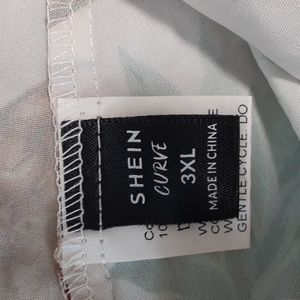 SHEIN
CURVE
3XL
MADE IN CHINA
GENTLE CYCLE, DO